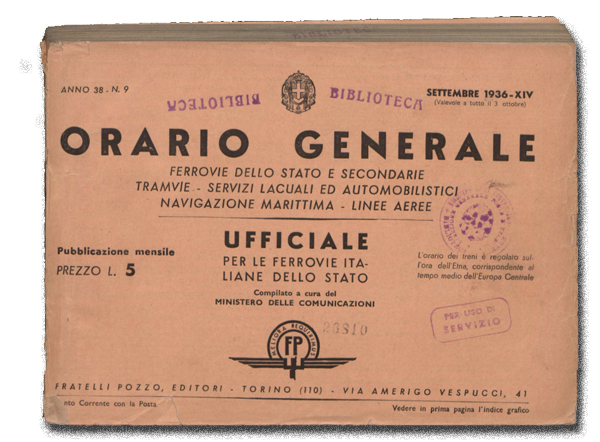 ANNO 38 - N. 9
BIBLIOTECA
BIBLIOTECA
SETTEMBRE 1936-XIV
(Valevole a tutto il 3 ottobre)
ORARIO GENERALE
FERROVIE DELLO STATO E SECONDARIE
TRAMVIE - SERVIZI LACUALI ED AUTOMOBILISTICI
NAVIGAZIONE MARITTIMA - LINEE AEREE
UFFICIALE
PER LE FERROVIE ITA-
LIANE DELLO STATO
Compilato a cura del
MINISTERO DELLE COMUNICAZIONI
Pubblicazione mensile
PREZZO L. 5
L'orario dei treni è regolato sul-
l'ora dell'Etna, corrispondente al
tempo medio dell'Europa Centrale
PER USO DI
SERVIZIO
MELIORA SEQUIMUR
FP
FRATELLI POZZO, EDITORI - TORINO (110) - VIA AMERIGO VESPUCCI, 41
nto Corrente con la Posta
Vedere in prima pagina l'indice grafico